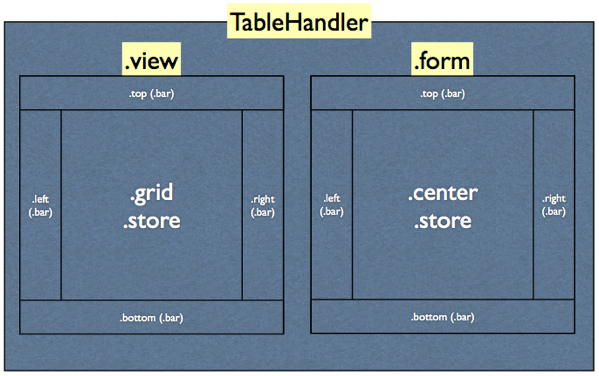 TableHandler
.view
.top (.bar)
.left
(.bar)
.grid
.store
.right
(.bar)
.bottom (.bar)
.form
.top (.bar)
.left
(.bar)
.center
.store
.right
(.bar)
.bottom (.bar)